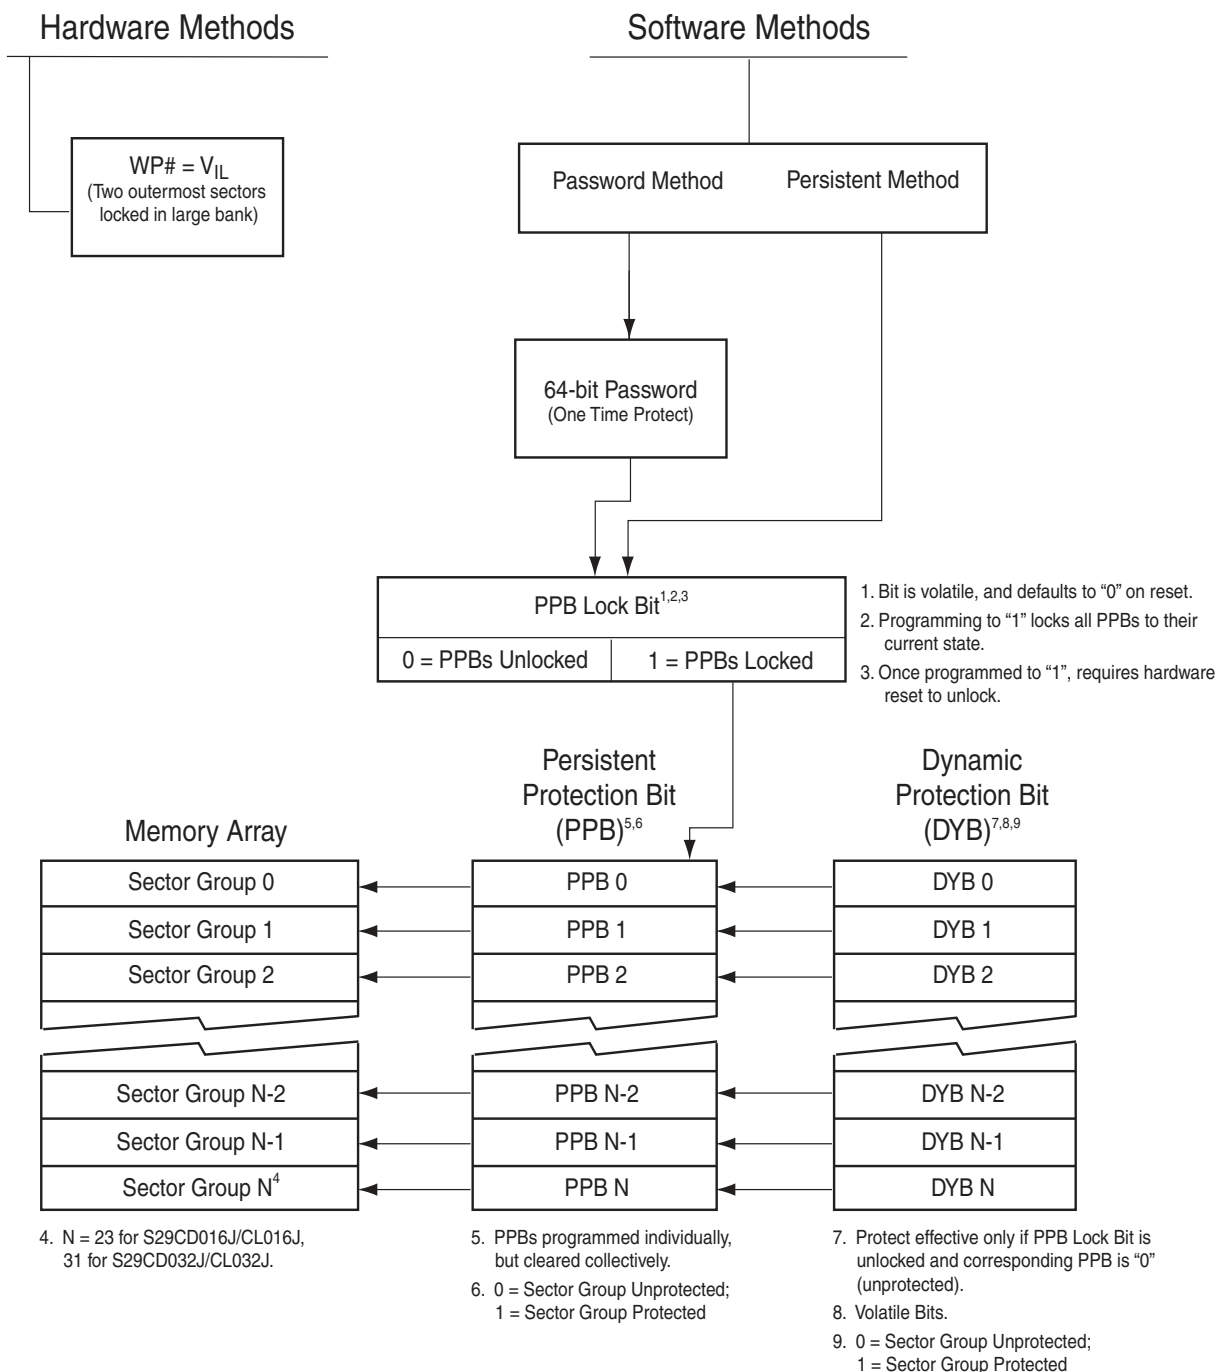 Hardware Methods
Software Methods
WP# = VIL
(Two outermost sectors
locked in large bank)
Password Method
Persistent Method
64-bit Password
(One Time Protect)
PPB Lock Bit1,2,3
0 = PPBs Unlocked
1 = PPBs Locked
1. Bit is volatile, and defaults to “0” on reset.
2. Programming to “1” locks all PPBs to their
current state.
3. Once programmed to “1”, requires hardware
reset to unlock.
Memory Array
Persistent
Protection Bit
(PPB)5,6
Dynamic
Protection Bit
(DYB)7,8,9
Sector Group 0
PPB 0
DYB 0
Sector Group 1
PPB 1
DYB 1
Sector Group 2
PPB 2
DYB 2
Sector Group N-2
PPB N-2
DYB N-2
Sector Group N-1
PPB N-1
DYB N-1
Sector Group N4
PPB N
DYB N
4. N = 23 for S29CD016J/CL016J,
31 for S29CD032J/CL032J.
5. PPBs programmed individually,
but cleared collectively.
6. 0 = Sector Group Unprotected;
1 = Sector Group Protected
7. Protect effective only if PPB Lock Bit is
unlocked and corresponding PPB is “0”
(unprotected).
8. Volatile Bits.
9. 0 = Sector Group Unprotected;
1 = Sector Group Protected